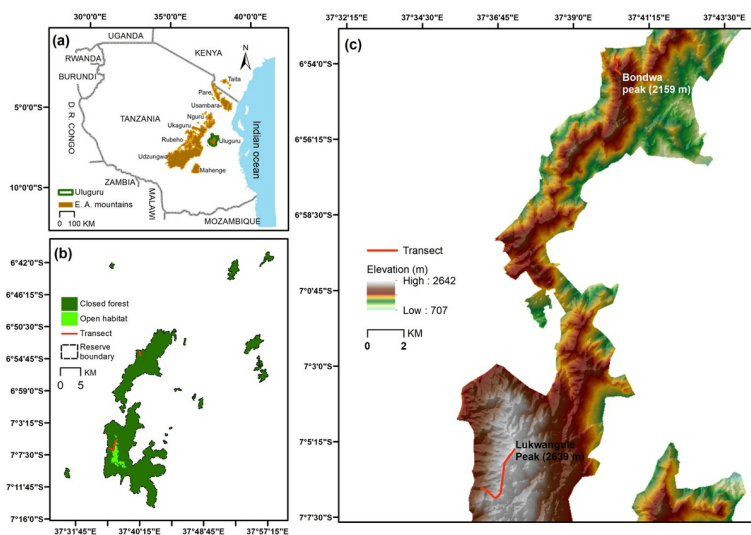 (a)
30°0'0"E 35°0'0"E 40°0'0"E
UGANDA
KENYA
N
RWANDA
BURUNDI
Taita
Pare
Usambara
5°0'0"S
Nguru
TANZANIA
Ukaguru
D. R. CONGO
Rubeho
Uluguru
Indian ocean
Udzungwa
Mahenge
10°0'0"S
ZAMBIA
MALAWI
MOZAMBIQUE
Uluguru
E. A. mountains
0 100 KM
(b)
6°42'0"S
6°46'15"S
6°50'30"S
6°54'45"S
6°59'0"S
7°3'15"S
7°7'30"S
7°11'45"S
7°16'0"S
Closed forest
Open habitat
Transect
Reserve
boundary
KM
0 5
37°31'45"E 37°40'15"E 37°48'45"E 37°57'15"E
(c)
37°32'15"E 37°34'30"E 37°36'45"E 37°39'0"E 37°41'15"E 37°43'30"E
6°54'0"S
Bondwa
peak (2159 m)
6°56'15"S
6°58'30"S
Transect
Elevation (m)
High : 2642
Low : 707
KM
0 2
7°0'45"S
7°3'0"S
7°5'15"S
Lukwangule
Peak (2639 m)
7°7'30"S